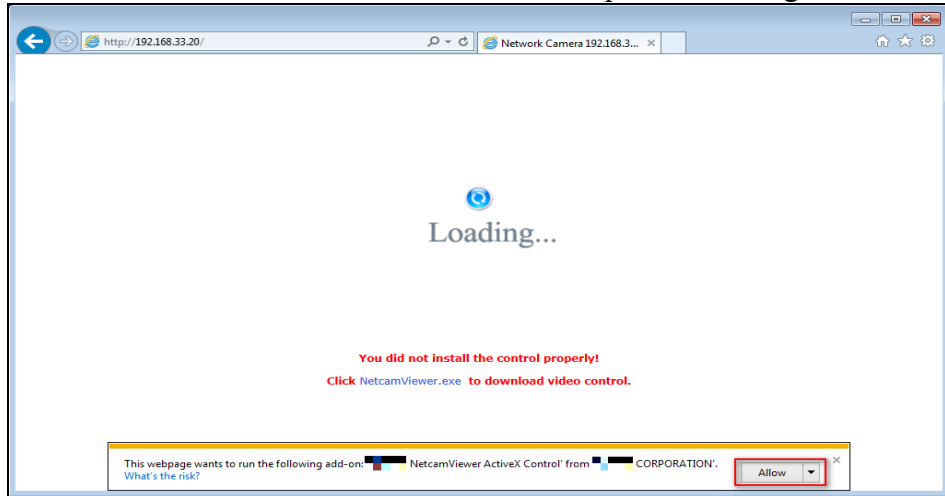 http://192.168.33.20/
Network Camera 192.168.3...
Loading...
You did not install the control properly!
Click NetcamViewer.exe to download video control.
This webpage wants to run the following add-on: NetcamViewer ActiveX Control' from CORPORATION'.
What's the risk?
Allow